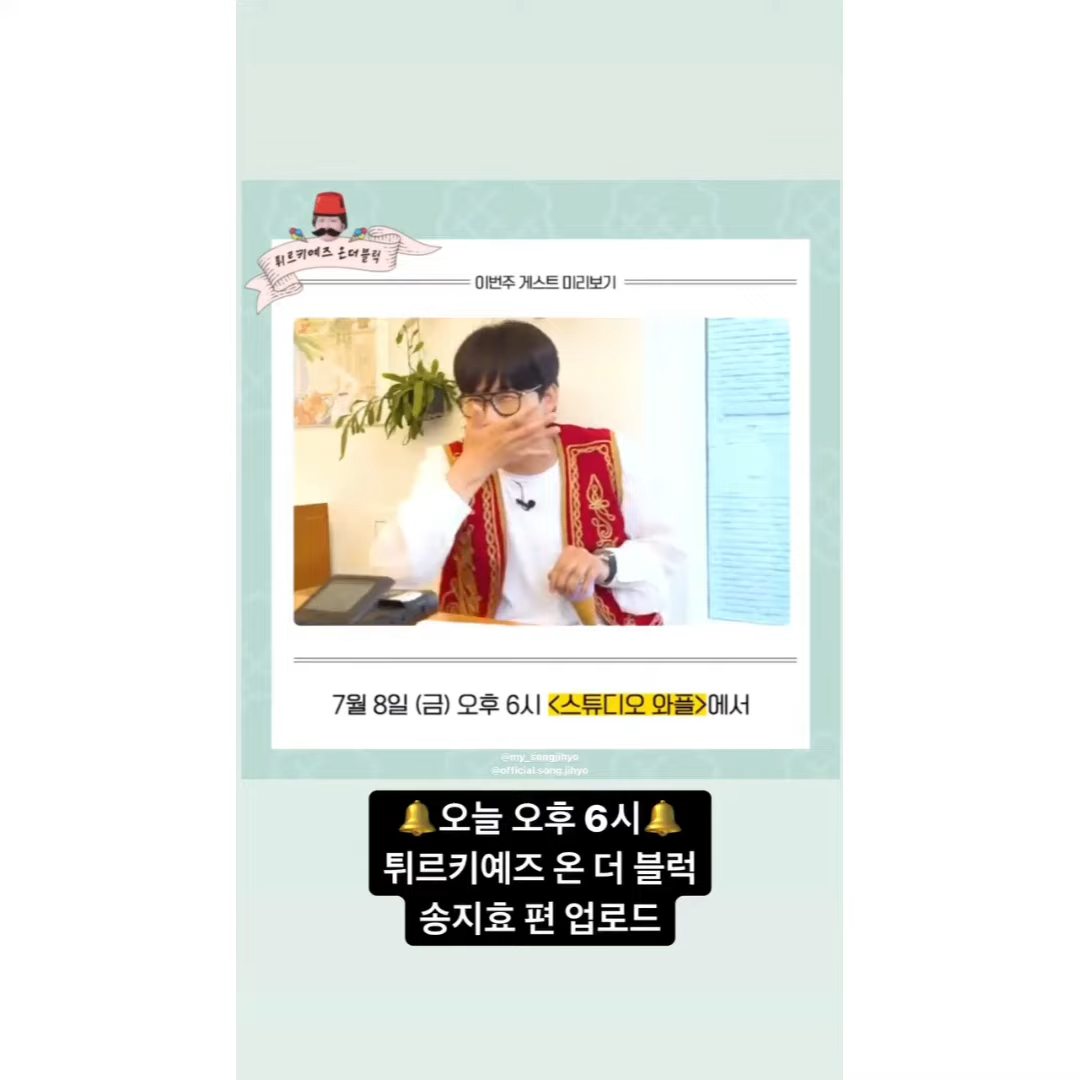 튀르키예즈 온더블럭
이번주 게스트 미리보기
7월 8일 (금) 오후 6시 <스튜디오 와플>에서
@my_songjihyo
@official.song.jihyo
🔔오늘 오후 6시🔔
튀르키예즈 온 더 블럭
송지효 편 업로드